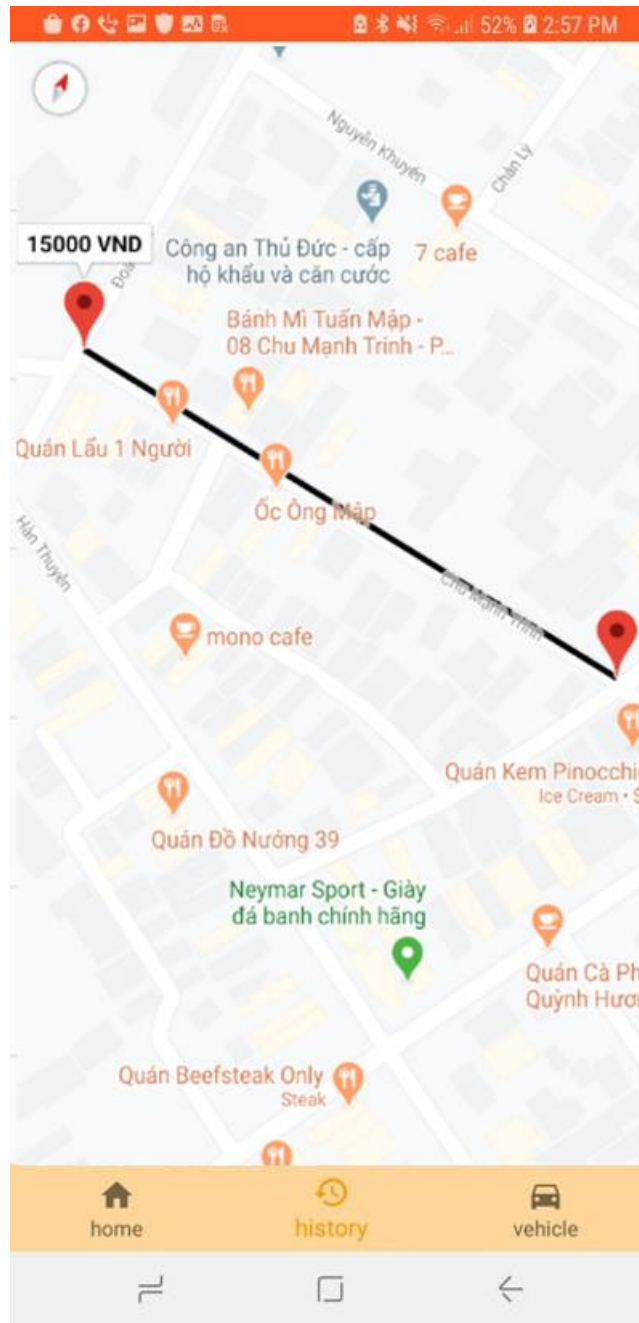 52% 2:57 PM
Nguyễn Khuyến
Chân Lý
15000 VND
Công an Thủ Đức - cấp
hộ khẩu và căn cước
7 cafe
Bánh Mì Tuấn Mập -
08 Chu Mạnh Trinh - P...
Quán Lẩu 1 Người
Ốc Ông Mập
Hàn Thuyên
Chu Mạnh Trinh
mono cafe
Quán Kem Pinocchi
Ice Cream · $
Quán Đồ Nướng 39
Neymar Sport - Giày
đá banh chính hãng
Quán Cà Ph
Quỳnh Hươ
Quán Beefsteak Only
Steak
home
history
vehicle